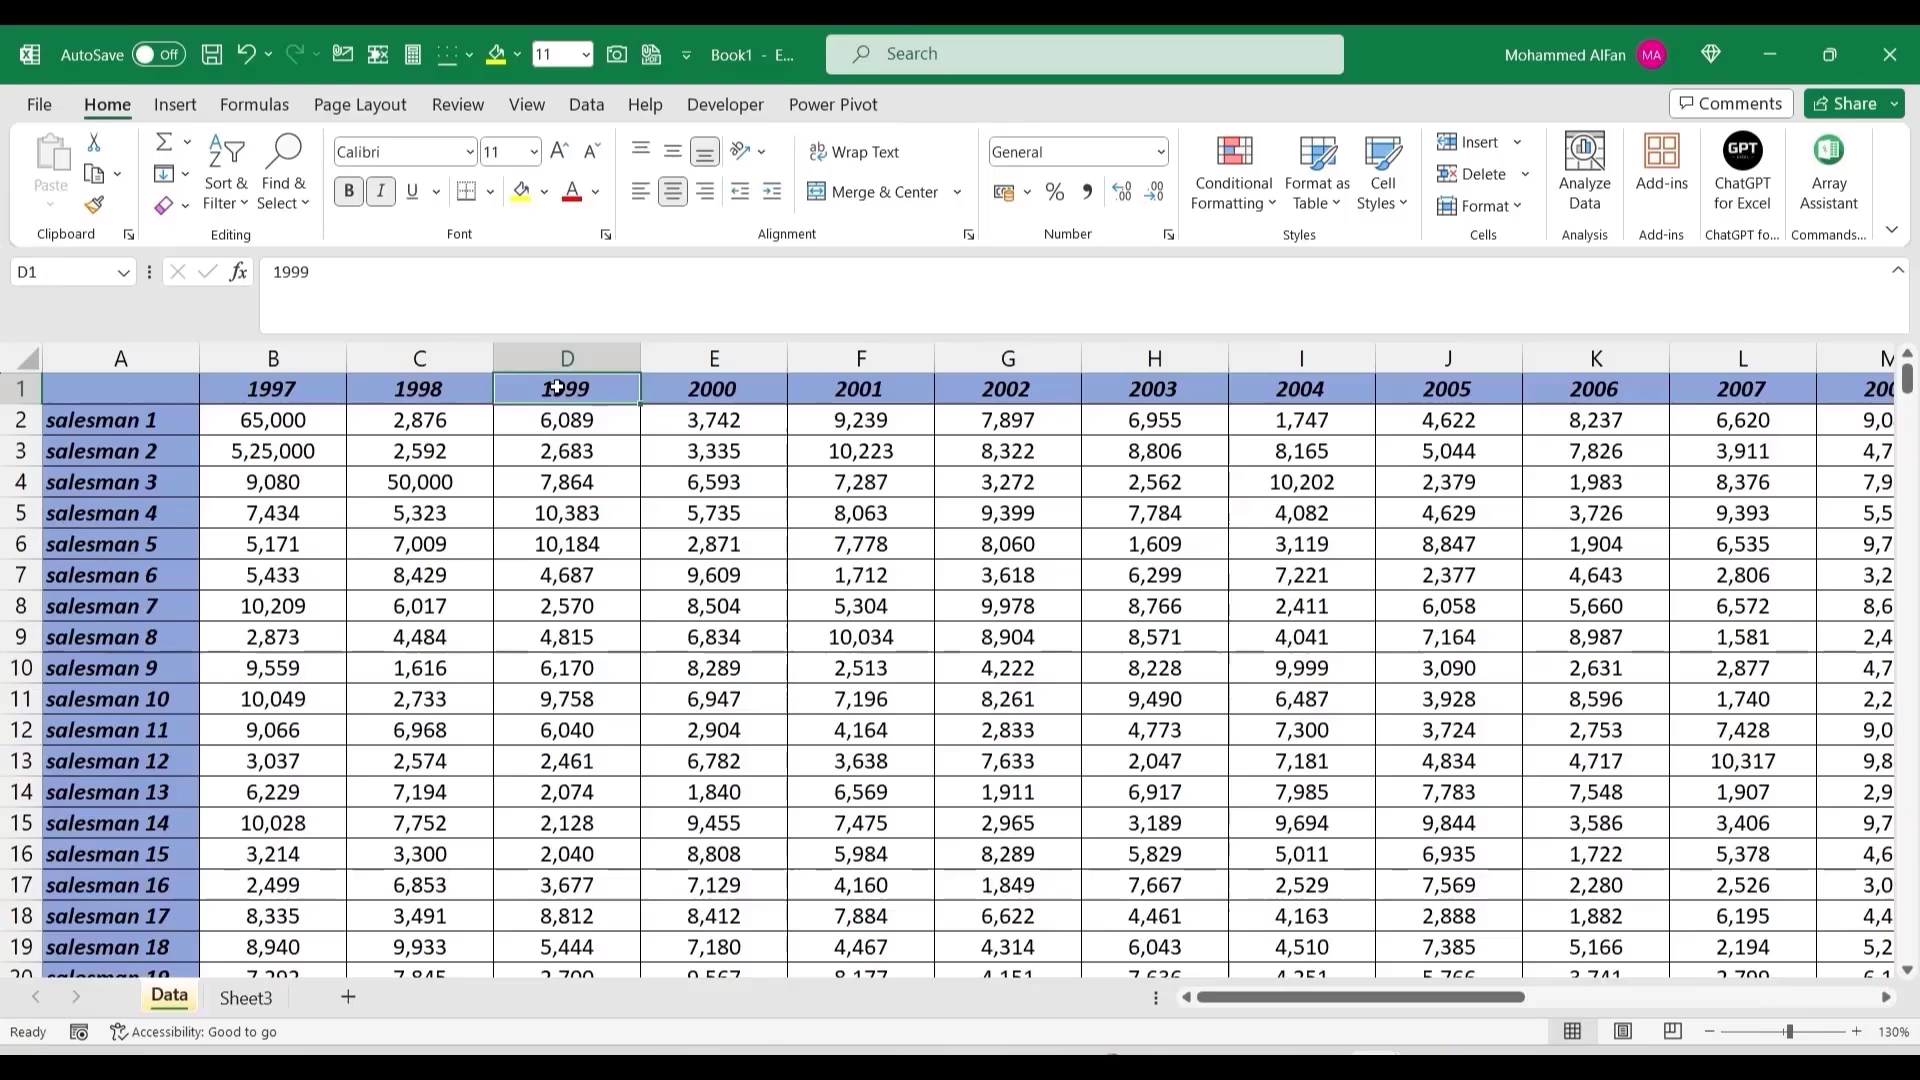 AutoSave Off 11 Book1 - E... Search Mohammed AlFan MA
File Home Insert Formulas Page Layout Review View Data Help Developer Power Pivot Comments Share
Paste
Clipboard
Sort & Filter
Find & Select
Editing
Calibri 11
B I U A
Font
Wrap Text
Merge & Center
Alignment
General
Number
Conditional Formatting
Format as Table
Cell Styles
Styles
Insert
Delete
Format
Cells
Analyze Data
Analysis
Add-ins
Add-ins
GPT
ChatGPT for Excel
ChatGPT fo...
Array Assistant
Commands...
D1 fx 1999
A B C D E F G H I J K L M
1 1997 1998 1999 2000 2001 2002 2003 2004 2005 2006 2007 200
2 salesman 1 65,000 2,876 6,089 3,742 9,239 7,897 6,955 1,747 4,622 8,237 6,620 9,0
3 salesman 2 5,25,000 2,592 2,683 3,335 10,223 8,322 8,806 8,165 5,044 7,826 3,911 4,7
4 salesman 3 9,080 50,000 7,864 6,593 7,287 3,272 2,562 10,202 2,379 1,983 8,376 7,9
5 salesman 4 7,434 5,323 10,383 5,735 8,063 9,399 7,784 4,082 4,629 3,726 9,393 5,5
6 salesman 5 5,171 7,009 10,184 2,871 7,778 8,060 1,609 3,119 8,847 1,904 6,535 9,7
7 salesman 6 5,433 8,429 4,687 9,609 1,712 3,618 6,299 7,221 2,377 4,643 2,806 3,2
8 salesman 7 10,209 6,017 2,570 8,504 5,304 9,978 8,766 2,411 6,058 5,660 6,572 8,6
9 salesman 8 2,873 4,484 4,815 6,834 10,034 8,904 8,571 4,041 7,164 8,987 1,581 2,4
10 salesman 9 9,559 1,616 6,170 8,289 2,513 4,222 8,228 9,999 3,090 2,631 2,877 4,7
11 salesman 10 10,049 2,733 9,758 6,947 7,196 8,261 9,490 6,487 3,928 8,596 1,740 2,2
12 salesman 11 9,066 6,968 6,040 2,904 4,164 2,833 4,773 7,300 3,724 2,753 7,428 9,0
13 salesman 12 3,037 2,574 2,461 6,782 3,638 7,633 2,047 7,181 4,834 4,717 10,317 9,8
14 salesman 13 6,229 7,194 2,074 1,840 6,569 1,911 6,917 7,985 7,783 7,548 1,907 2,9
15 salesman 14 10,028 7,752 2,128 9,455 7,475 2,965 3,189 9,694 9,844 3,586 3,406 9,7
16 salesman 15 3,214 3,300 2,040 8,808 5,984 8,289 5,829 5,011 6,935 1,722 5,378 4,6
17 salesman 16 2,499 6,853 3,677 7,129 4,160 1,849 7,667 2,529 7,569 2,280 2,526 3,0
18 salesman 17 8,335 3,491 8,812 8,412 7,884 6,622 4,461 4,163 2,888 1,882 6,195 4,4
19 salesman 18 8,940 9,933 5,444 7,180 4,467 4,314 6,043 4,510 7,385 5,166 2,194 5,2
Data Sheet3
Ready Accessibility: Good to go 130%